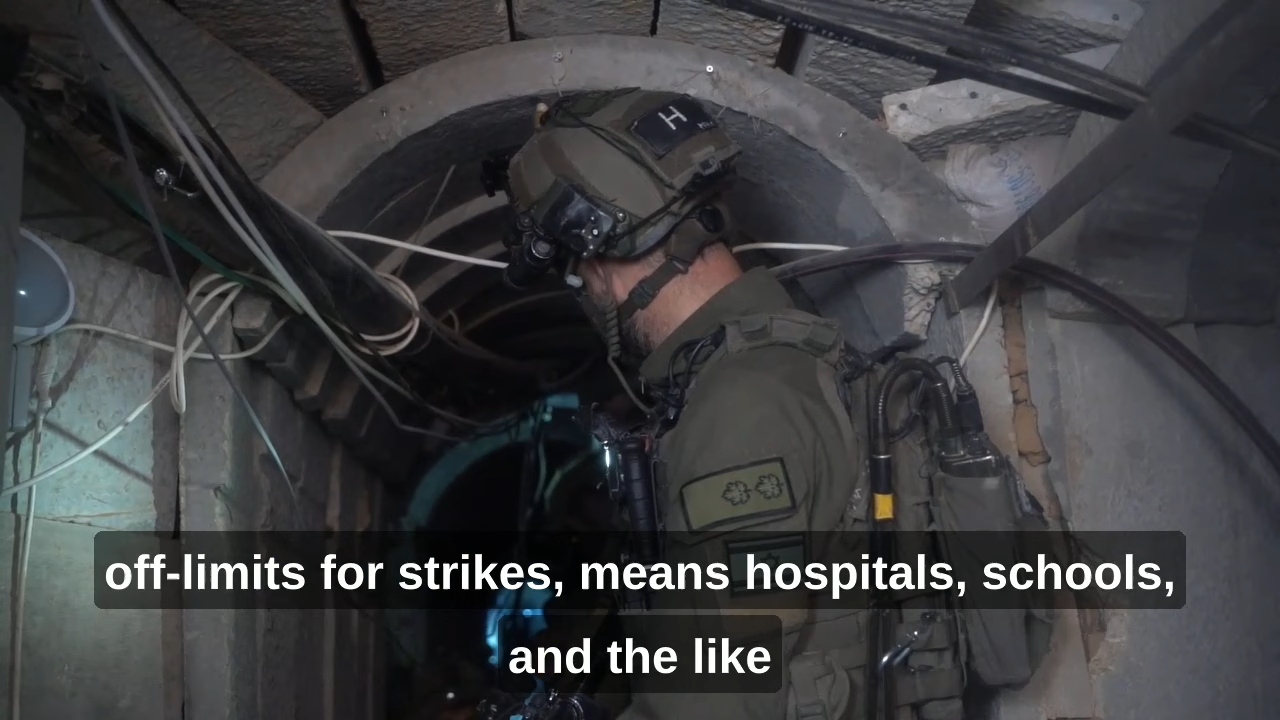 H
off-limits for strikes, means hospitals, schools,
and the like